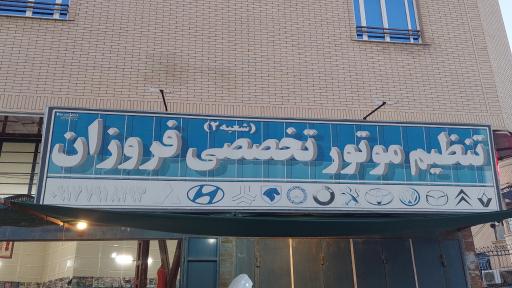 (شعبه ۲)
تنظیم موتور تخصصی فروزان